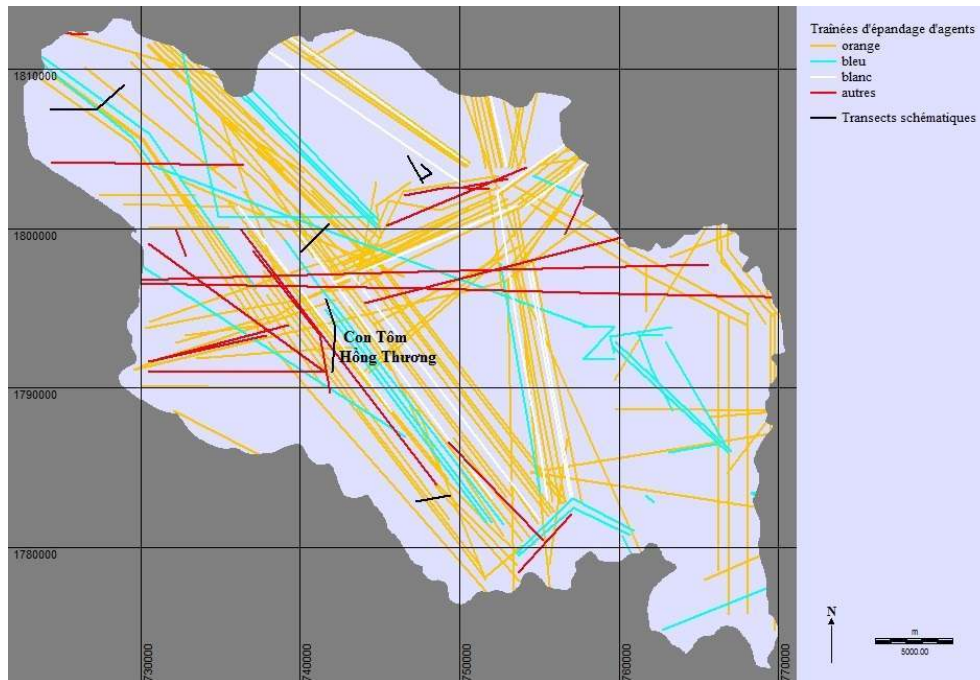 Traînées d'épandage d'agents
orange
bleu
blanc
autres
Transects schématiques
1810000
1800000
Con Tôm
Hồng Thương
1790000
1780000
730000
740000
750000
760000
770000
N
m
5000.00